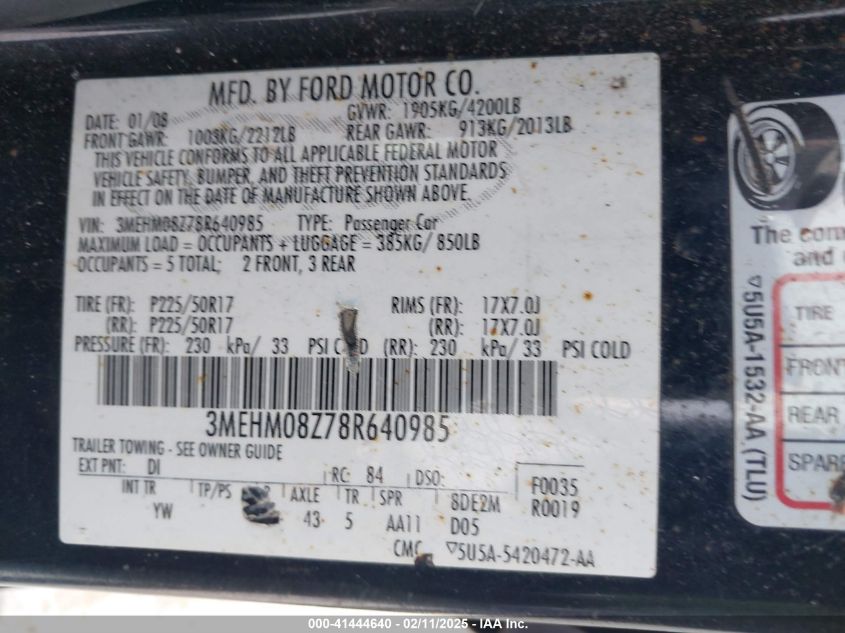 MFD. BY FORD MOTOR CO.
DATE: 01/08 GVWR: 1905KG/4200LB
FRONT GAWR: 1003KG/2212LB REAR GAWR: 913KG/2013LB
THIS VEHICLE CONFORMS TO ALL APPLICABLE FEDERAL MOTOR
VEHICLE SAFETY, BUMPER, AND THEFT PREVENTION STANDARDS
IN EFFECT ON THE DATE OF MANUFACTURE SHOWN ABOVE.
VIN: 3MEHM08Z78R640985 TYPE: Passenger Car
MAXIMUM LOAD = OCCUPANTS + LUGGAGE = 385KG/ 850LB
OCCUPANTS = 5 TOTAL; 2 FRONT, 3 REAR
TIRE (FR): P225/50R17 RIMS (FR): 17X7.0J
(RR): P225/50R17 (RR): 17X7.0J
PRESSURE (FR): 230 kPa/ 33 PSI (RR): 230 kPa/ 33 PSI COLD
3MEHM08Z78R640985
TRAILER TOWING - SEE OWNER GUIDE
EXT PNT: DI RC: 84 DSO: F0035
INT TR TP/PS AXLE TR SPR 8DE2M R0019
YW 43 5 AA11 D05
CMC ▽5U5A-5420472-AA
The
and
▽5U5A-1532-AA (TLU)
TIRE
FRONT
REAR
SPARE
000-41444640 - 02/11/2025 - © IAA Holdings, LLC.